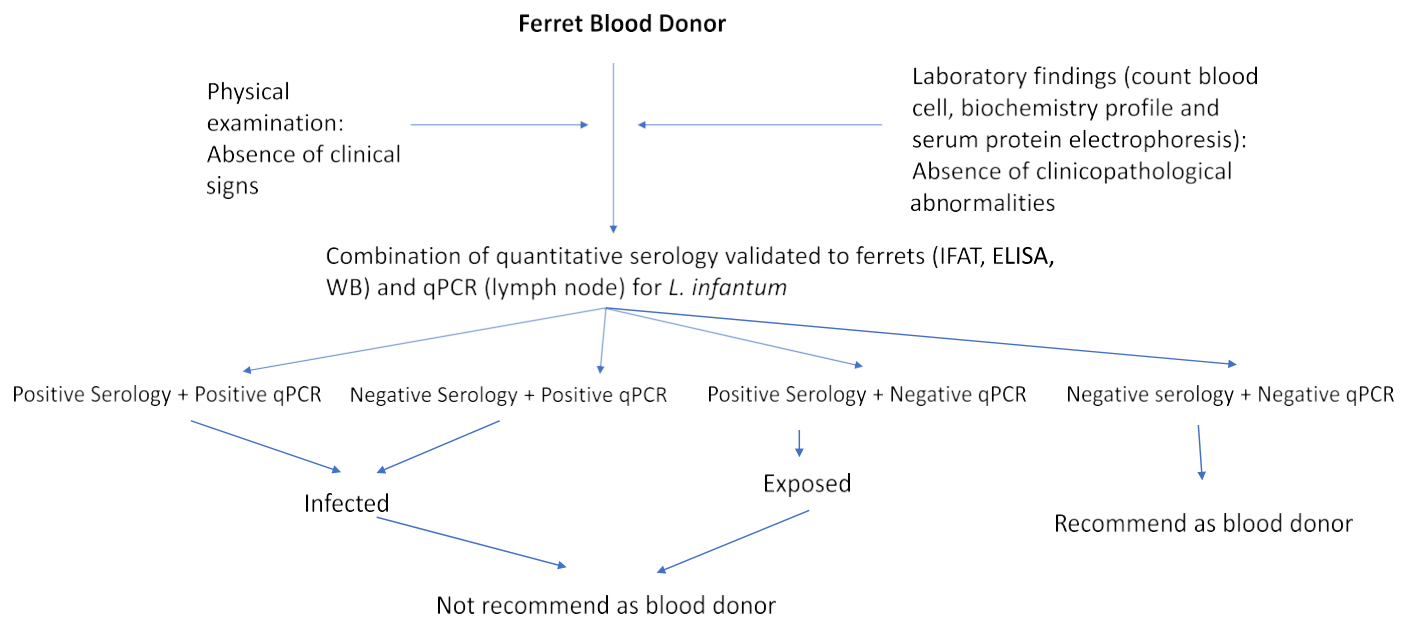 Ferret Blood Donor
Physical
examination:
Absence of clinical
signs
Laboratory findings (count blood
cell, biochemistry profile and
serum protein electrophoresis):
Absence of clinicopathological
abnormalities
Combination of quantitative serology validated to ferrets (IFAT, ELISA,
WB) and qPCR (lymph node) for L. infantum
Positive Serology + Positive qPCR
Negative Serology + Positive qPCR
Positive Serology + Negative qPCR
Negative serology + Negative qPCR
Infected
Exposed
Recommend as blood donor
Not recommend as blood donor